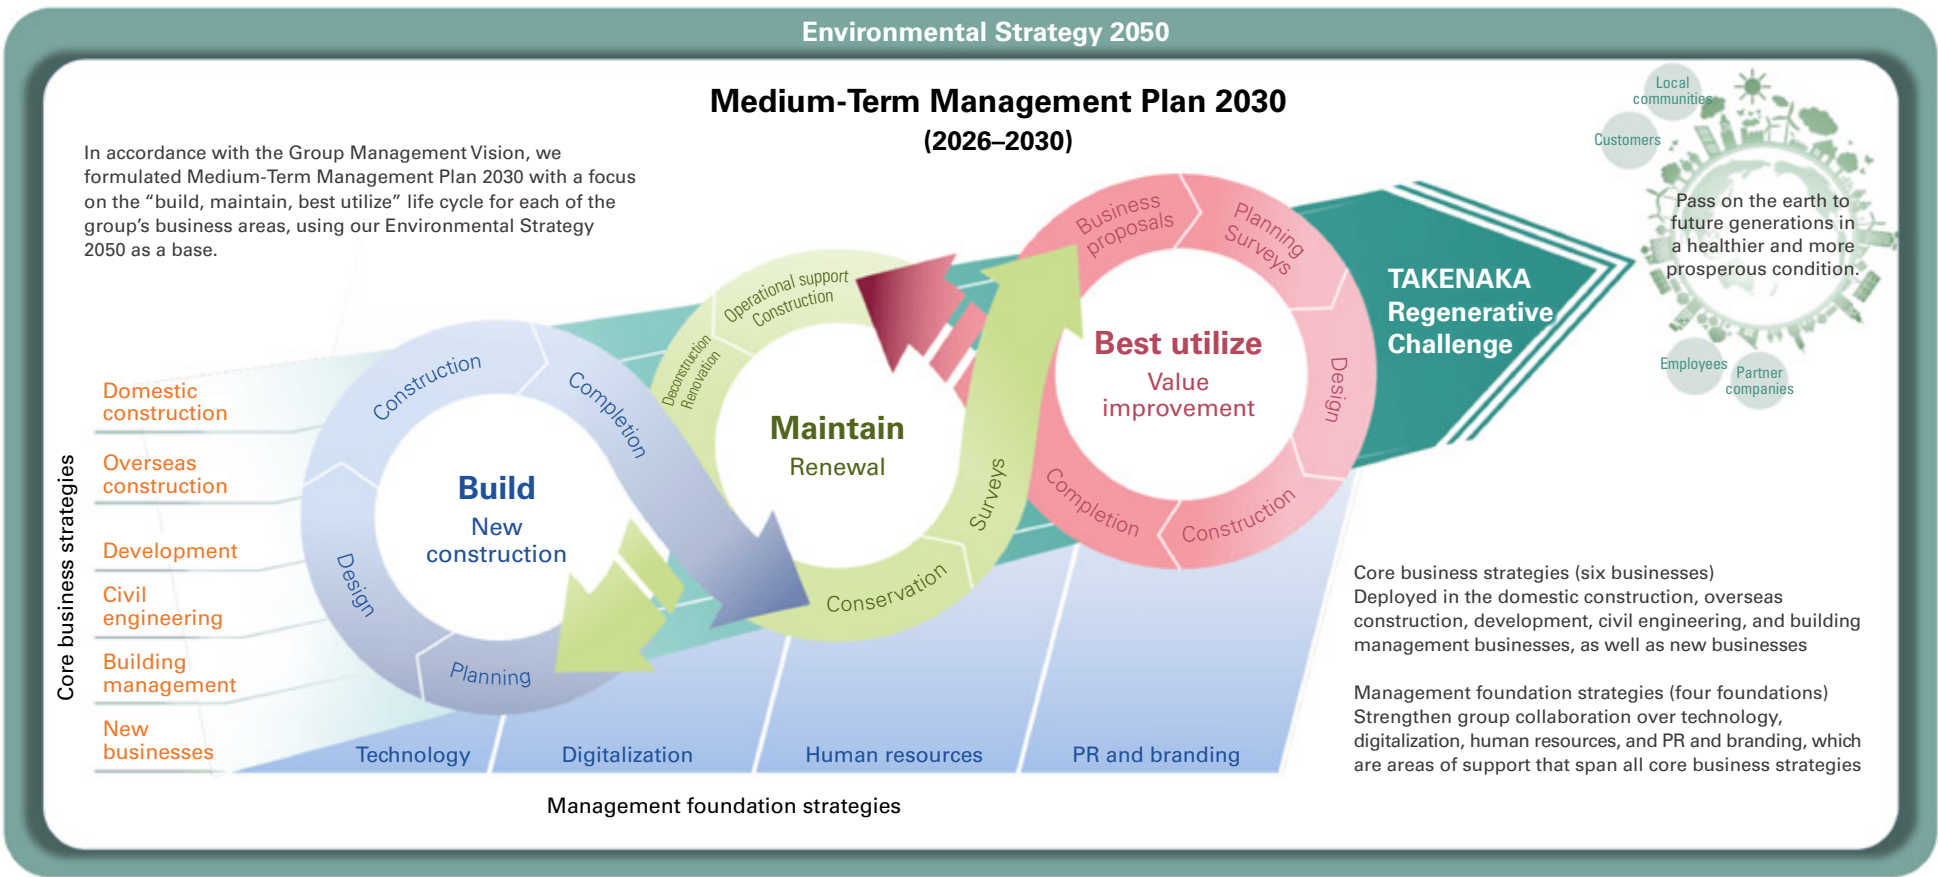 Environmental Strategy 2050
Medium-Term Management Plan 2030
(2026–2030)
In accordance with the Group Management Vision, we
formulated Medium-Term Management Plan 2030 with a focus
on the “build, maintain, best utilize” life cycle for each of the
group’s business areas, using our Environmental Strategy
2050 as a base.
Core business strategies
Domestic
construction
Overseas
construction
Development
Civil
engineering
Building
management
New
businesses
Build
New
construction
Planning
Design
Construction
Completion
Maintain
Renewal
Conservation
Surveys
Deconstruction
Renovation
Operational support
Construction
Best utilize
Value
improvement
Business
proposals
Planning
Surveys
Design
Construction
Completion
TAKENAKA
Regenerative
Challenge
Local
communities
Customers
Pass on the earth to
future generations in
a healthier and more
prosperous condition.
Employees
Partner
companies
Technology
Digitalization
Human resources
PR and branding
Management foundation strategies
Core business strategies (six businesses)
Deployed in the domestic construction, overseas
construction, development, civil engineering, and building
management businesses, as well as new businesses
Management foundation strategies (four foundations)
Strengthen group collaboration over technology,
digitalization, human resources, and PR and branding, which
are areas of support that span all core business strategies